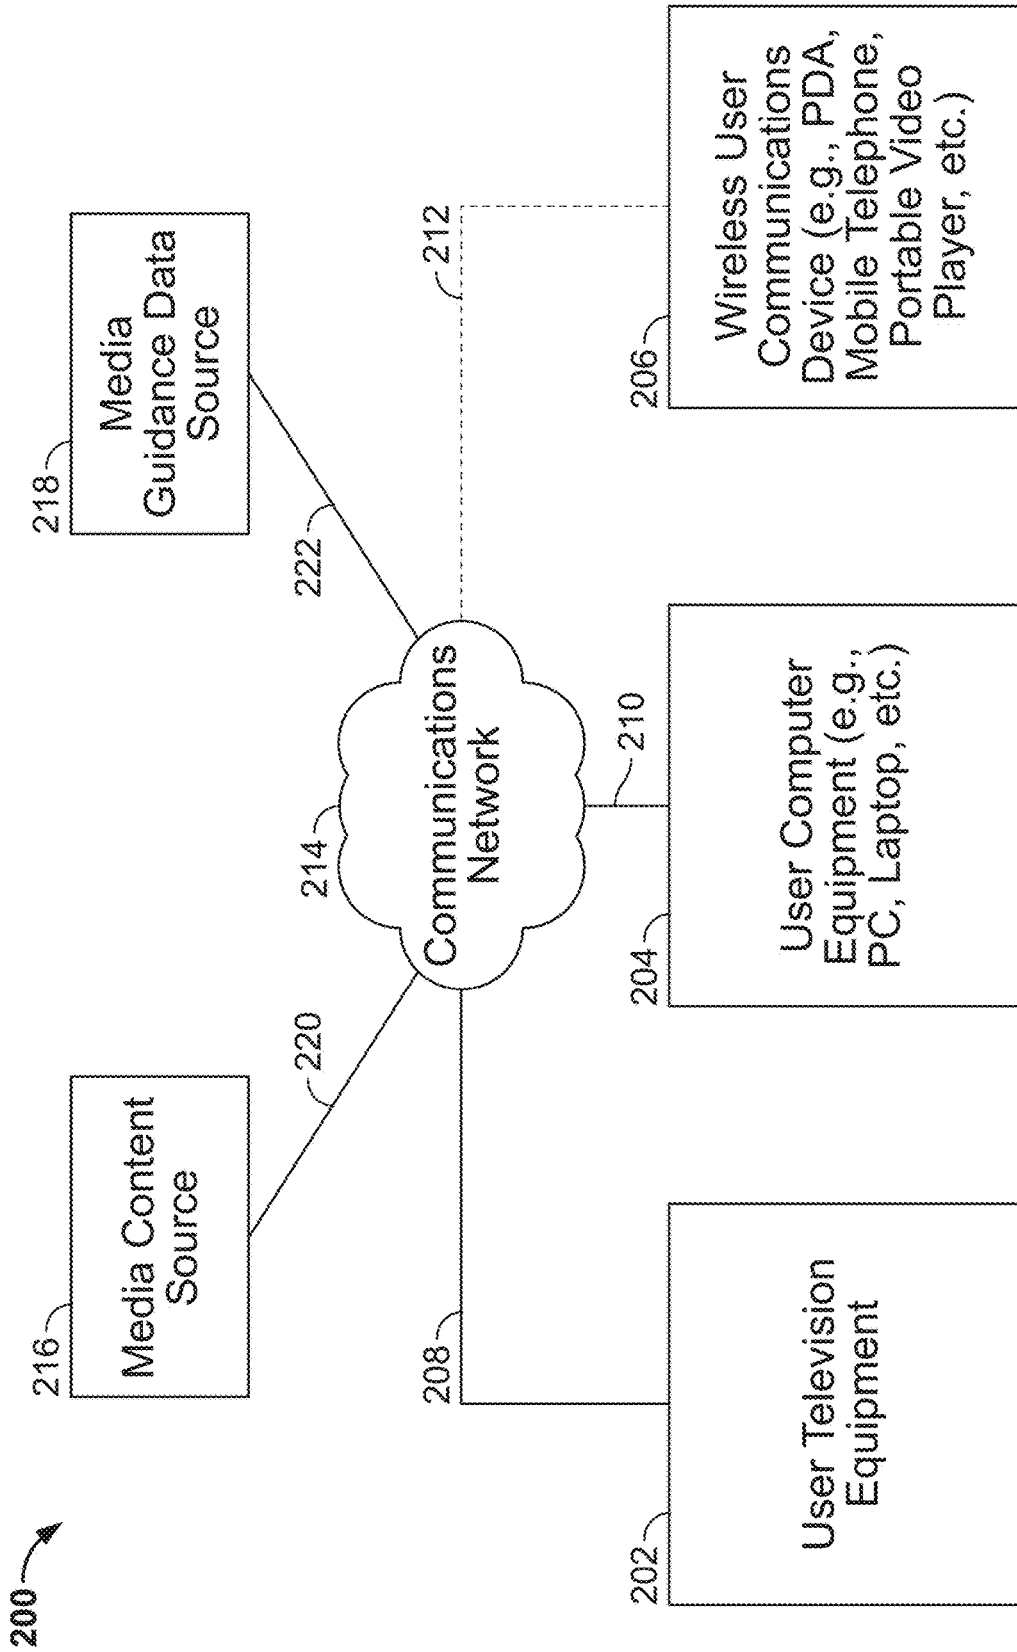 200
216
Media Content
Source
218
Media
Guidance Data
Source
220
222
214
Communications
Network
208
210
212
202
User Television
Equipment
204
User Computer
Equipment (e.g.,
PC, Laptop, etc.)
206
Wireless User
Communications
Device (e.g., PDA,
Mobile Telephone,
Portable Video
Player, etc.)